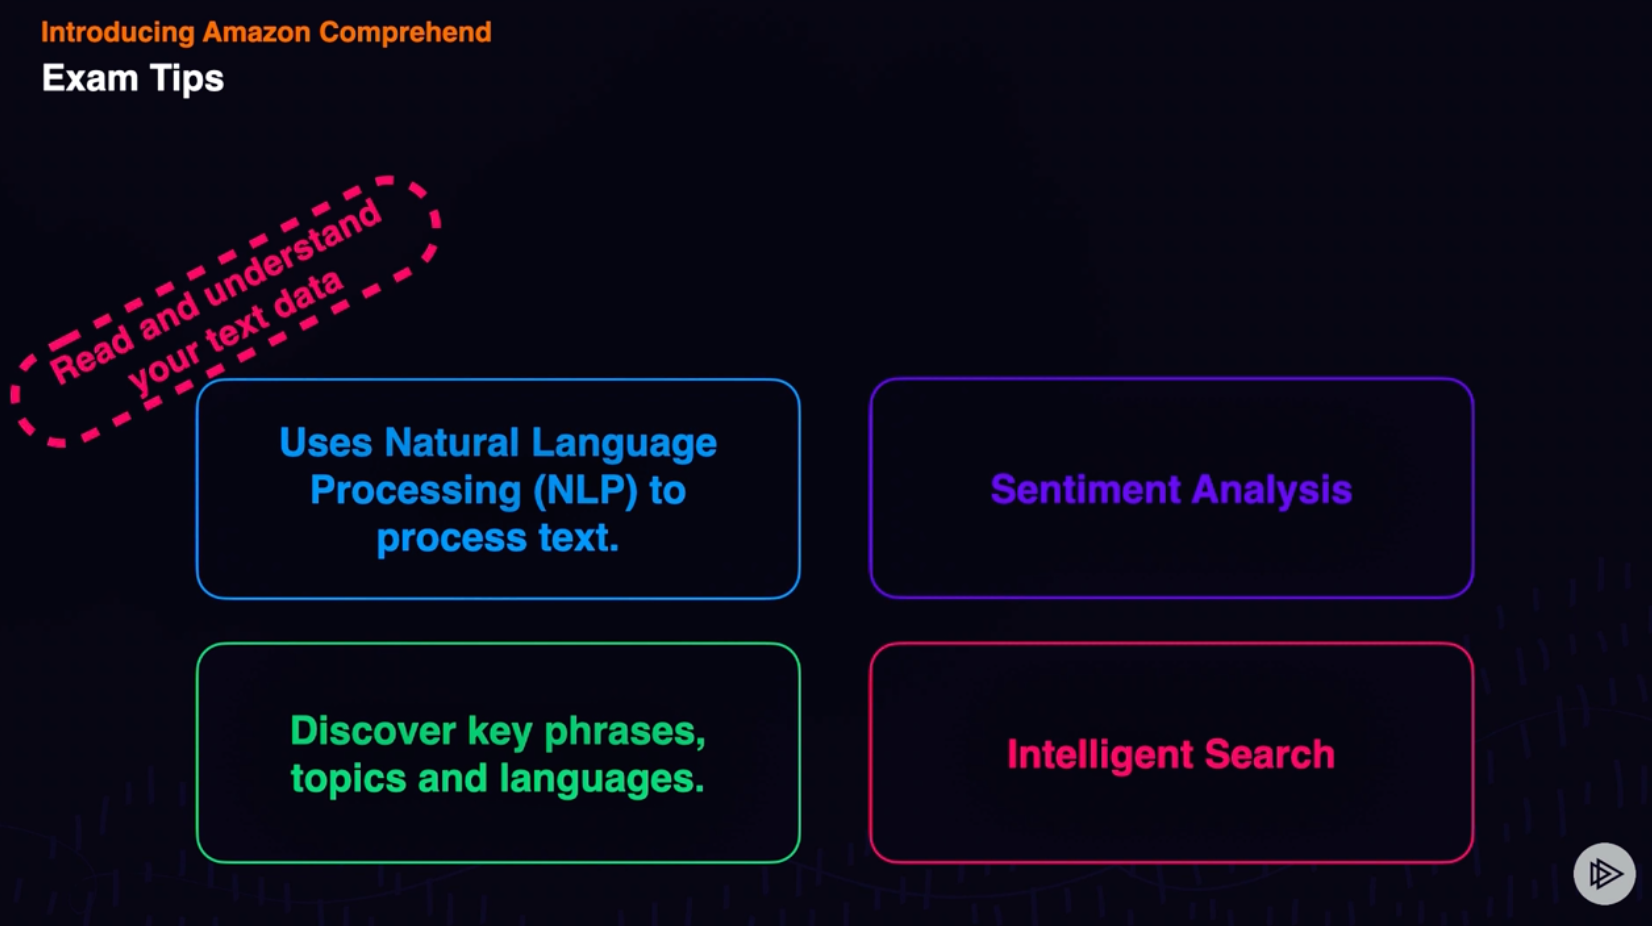 Introducing Amazon Comprehend
Exam Tips
Read and understand
your text data
Uses Natural Language
Processing (NLP) to
process text.
Sentiment Analysis
Discover key phrases,
topics and languages.
Intelligent Search